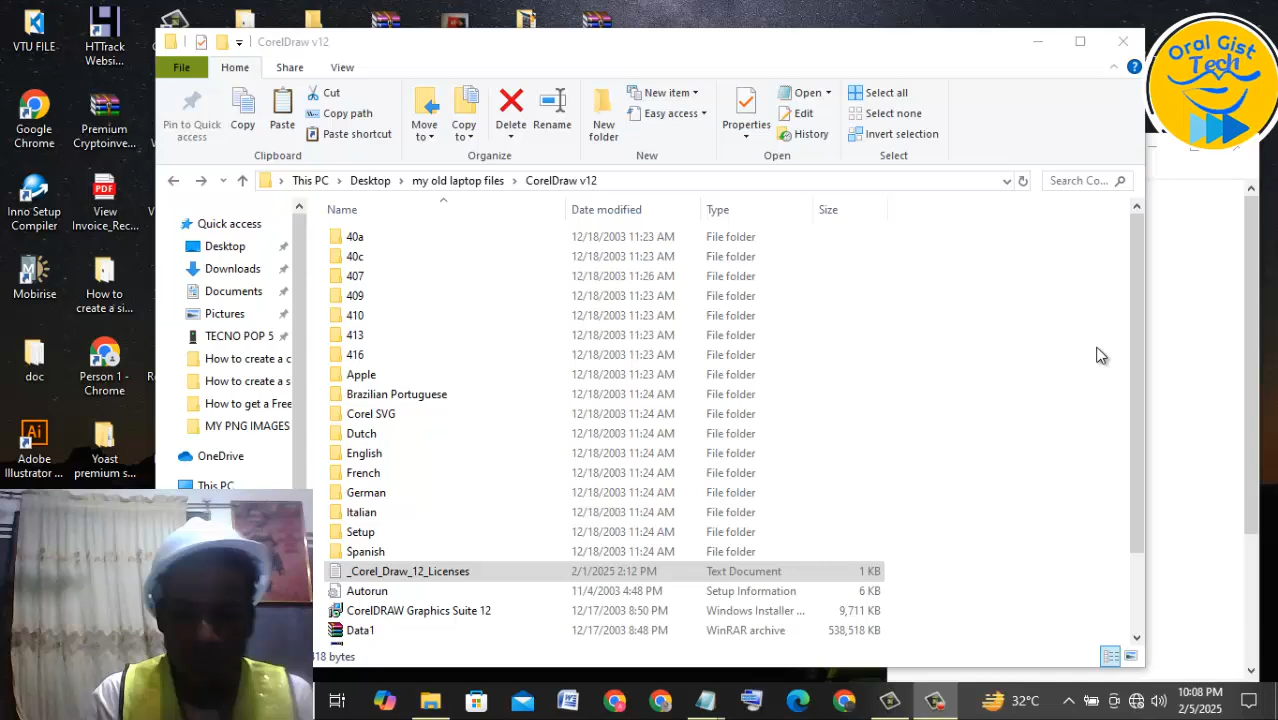 VTU FILE
HTTrack
Websi...
CorelDraw v12
Oral Gist
Tech
File
Home
Share
View
Pin to Quick
access
Copy
Paste
Cut
Copy path
Paste shortcut
Clipboard
Move
to
Copy
to
Delete
Rename
Organize
New
folder
New item
Easy access
New
Properties
Open
Edit
History
Open
Select all
Select none
Invert selection
Select
Google
Chrome
Premium
Cryptoinve...
This PC
Desktop
my old laptop files
CorelDraw v12
Search Co...
Inno Setup
Compiler
PDF
View
Invoice_Rec...
Mobirise
How to
create a si...
doc
Person 1 -
Chrome
Ai
Adobe
Illustrator ...
Yoast
premium s...
Quick access
Desktop
Downloads
Documents
Pictures
TECNO POP 5
How to create a c
How to create a s
How to get a Free
MY PNG IMAGES
OneDrive
This PC
Name Date modified Type Size
40a 12/18/2003 11:23 AM File folder
40c 12/18/2003 11:23 AM File folder
407 12/18/2003 11:26 AM File folder
409 12/18/2003 11:23 AM File folder
410 12/18/2003 11:23 AM File folder
413 12/18/2003 11:23 AM File folder
416 12/18/2003 11:23 AM File folder
Apple 12/18/2003 11:23 AM File folder
Brazilian Portuguese 12/18/2003 11:24 AM File folder
Corel SVG 12/18/2003 11:24 AM File folder
Dutch 12/18/2003 11:24 AM File folder
English 12/18/2003 11:24 AM File folder
French 12/18/2003 11:24 AM File folder
German 12/18/2003 11:24 AM File folder
Italian 12/18/2003 11:24 AM File folder
Setup 12/18/2003 11:24 AM File folder
Spanish 12/18/2003 11:24 AM File folder
_Corel_Draw_12_Licenses 2/1/2025 2:12 PM Text Document 1 KB
Autorun 11/4/2003 4:48 PM Setup Information 6 KB
CorelDRAW Graphics Suite 12 12/17/2003 8:50 PM Windows Installer ... 9,711 KB
Data1 12/17/2003 8:48 PM WinRAR archive 538,518 KB
418 bytes
32°C
10:08 PM
2/5/2025